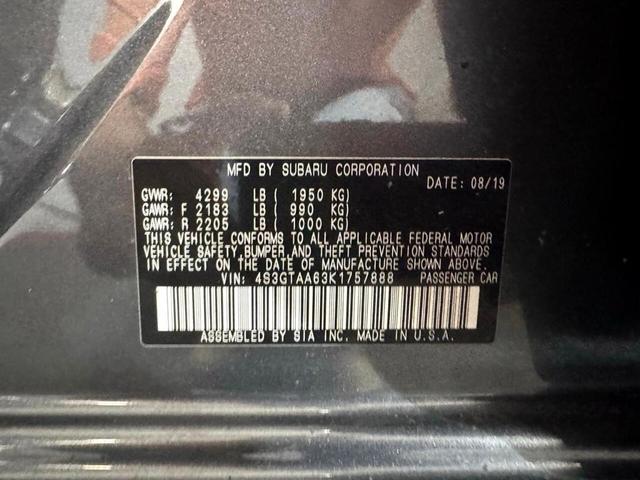 MFD BY SUBARU CORPORATION
DATE: 08/19
GVWR: 4299 LB ( 1950 KG)
GAWR: F 2183 LB ( 990 KG)
GAWR: R 2205 LB ( 1000 KG)
THIS VEHICLE CONFORMS TO ALL APPLICABLE FEDERAL MOTOR
VEHICLE SAFETY, BUMPER, AND THEFT PREVENTION STANDARDS
IN EFFECT ON THE DATE OF MANUFACTURE SHOWN ABOVE.
VIN: 4S3GTAA63K1757888 PASSENGER CAR
ASSEMBLED BY SIA INC. MADE IN U.S.A.